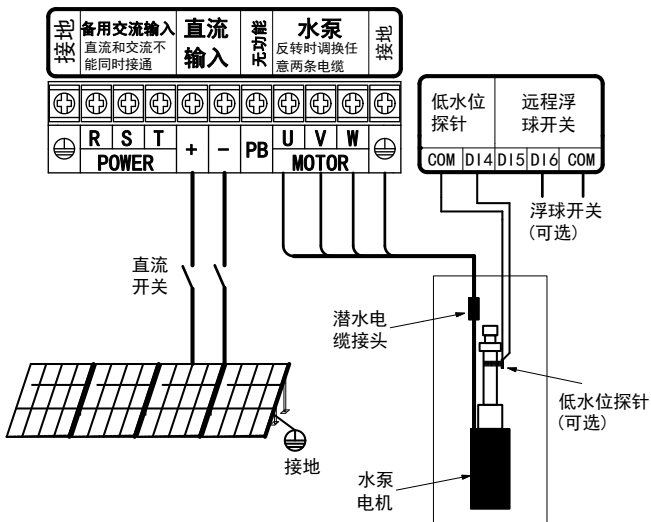 接地
备用交流输入
直流和交流不
能同时接通
直流
输入
无功能
水泵
反转时调换任
意两条电缆
接地
R S T
POWER
+ - PB
U V W
MOTOR
低水位
探针
远程浮
球开关
COM DI4 DI5 DI6 COM
浮球开关
(可选)
直流
开关
潜水电
缆接头
低水位探针
(可选)
接地
水泵
电机